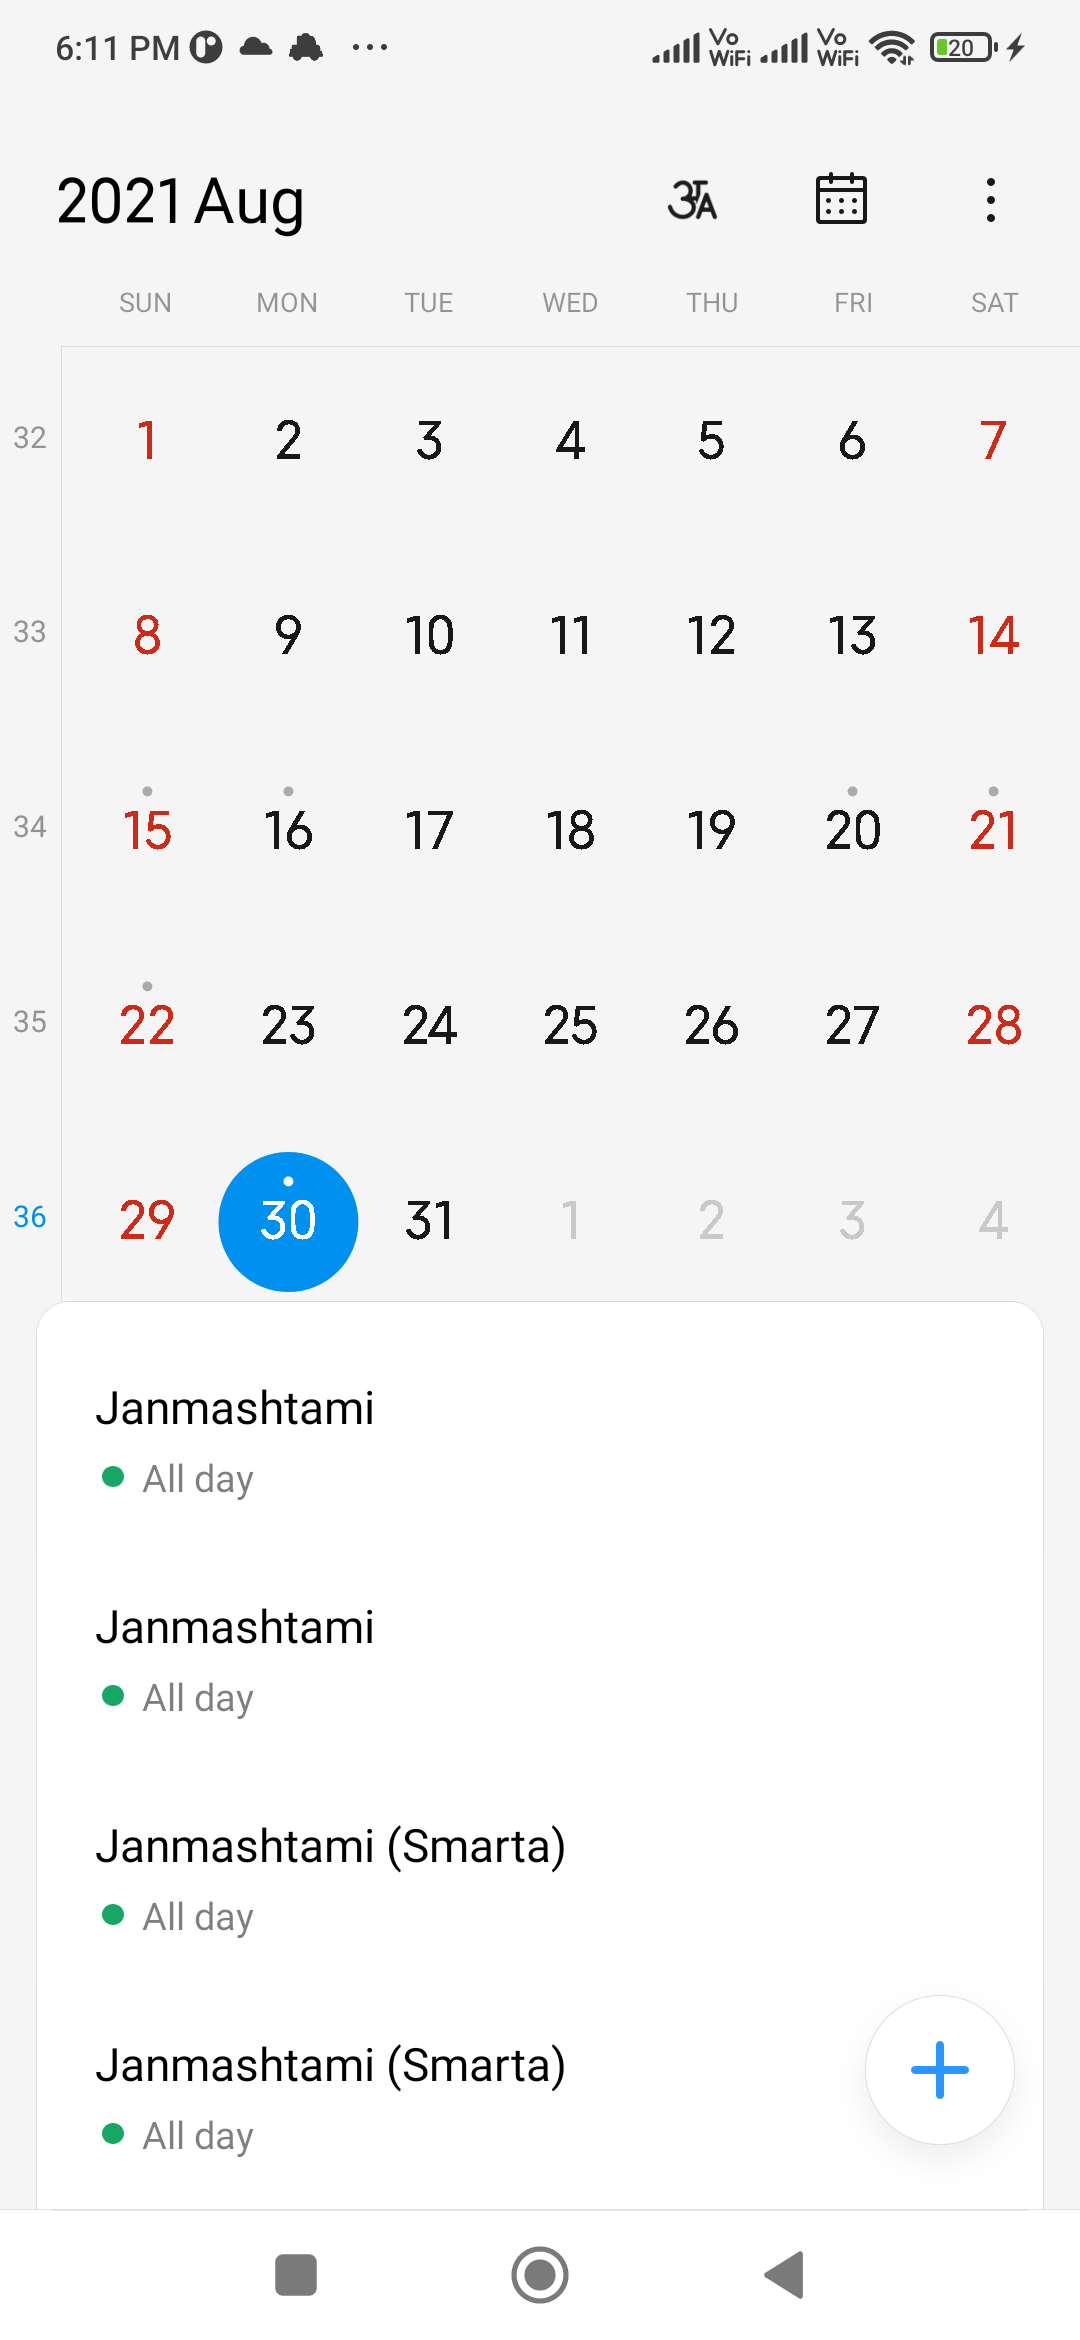 6:11 PM ... Vo WiFi Vo WiFi 20
2021 Aug अ A
SUN MON TUE WED THU FRI SAT
32 1 2 3 4 5 6 7
33 8 9 10 11 12 13 14
34 15 16 17 18 19 20 21
35 22 23 24 25 26 27 28
36 29 30 31 1 2 3 4
Janmashtami
All day
Janmashtami
All day
Janmashtami (Smarta)
All day
Janmashtami (Smarta)
All day